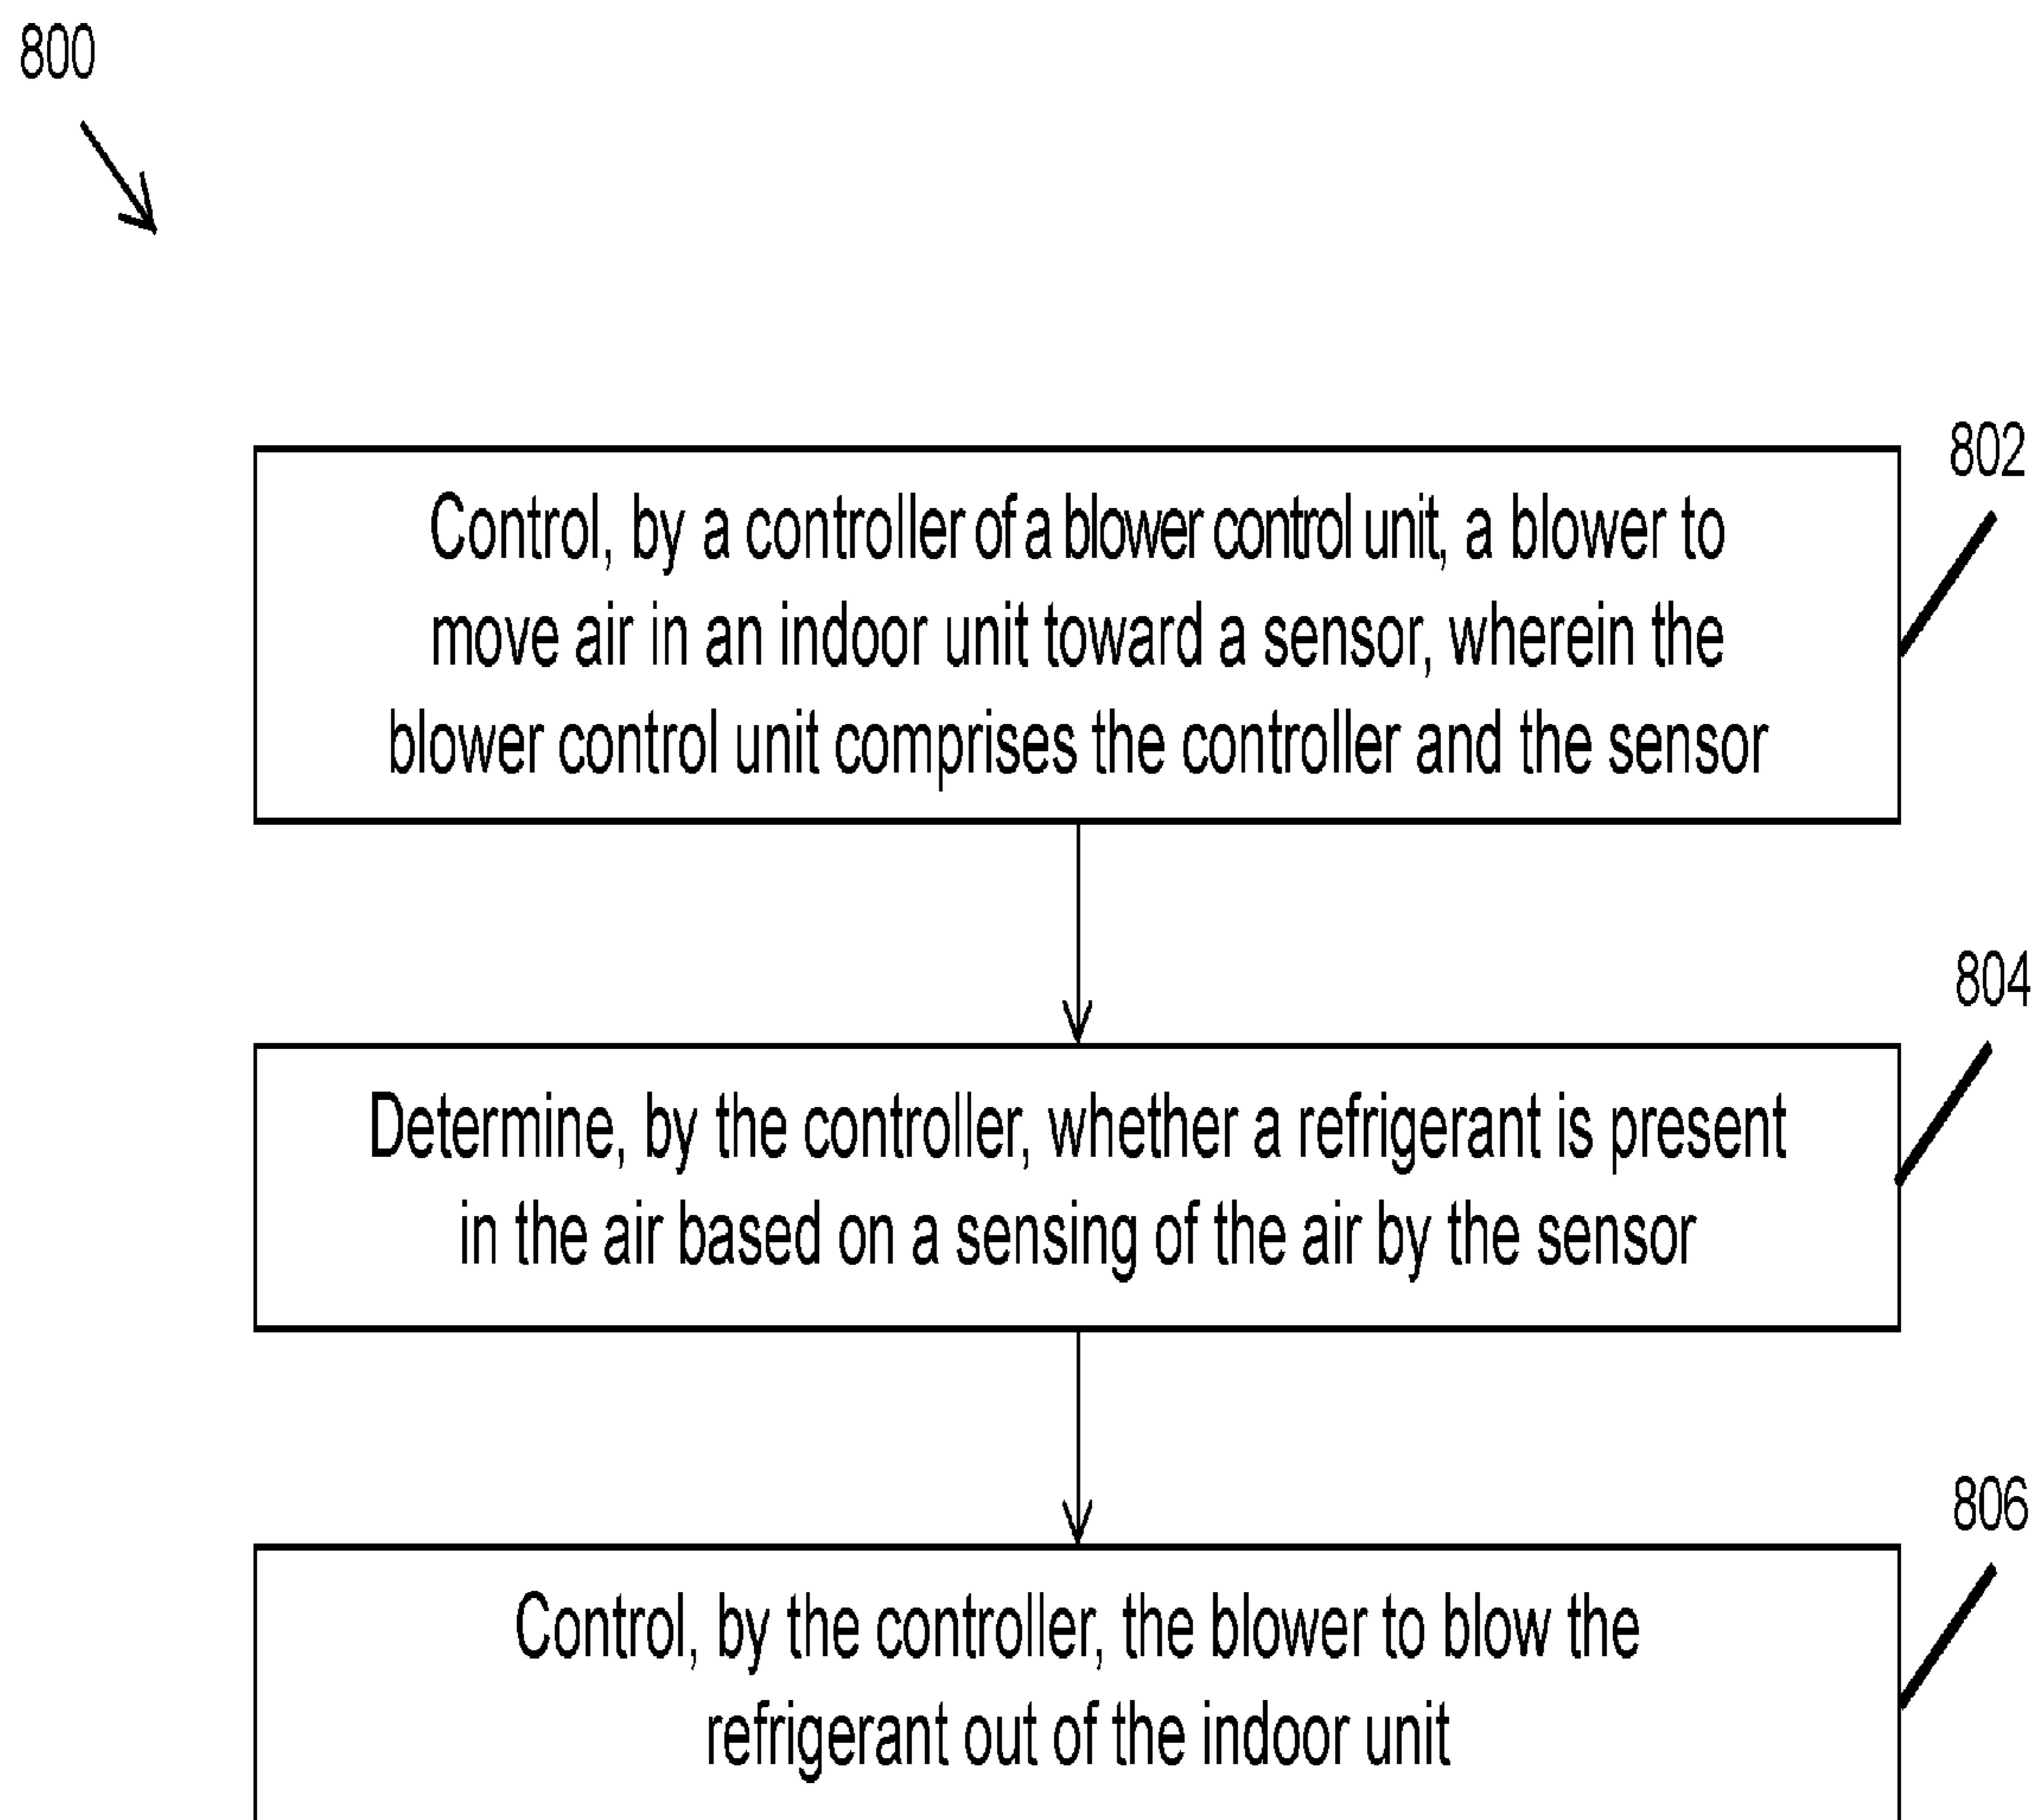 800
802
Control, by a controller of a blower control unit, a blower to
move air in an indoor unit toward a sensor, wherein the
blower control unit comprises the controller and the sensor
804
Determine, by the controller, whether a refrigerant is present
in the air based on a sensing of the air by the sensor
806
Control, by the controller, the blower to blow the
refrigerant out of the indoor unit